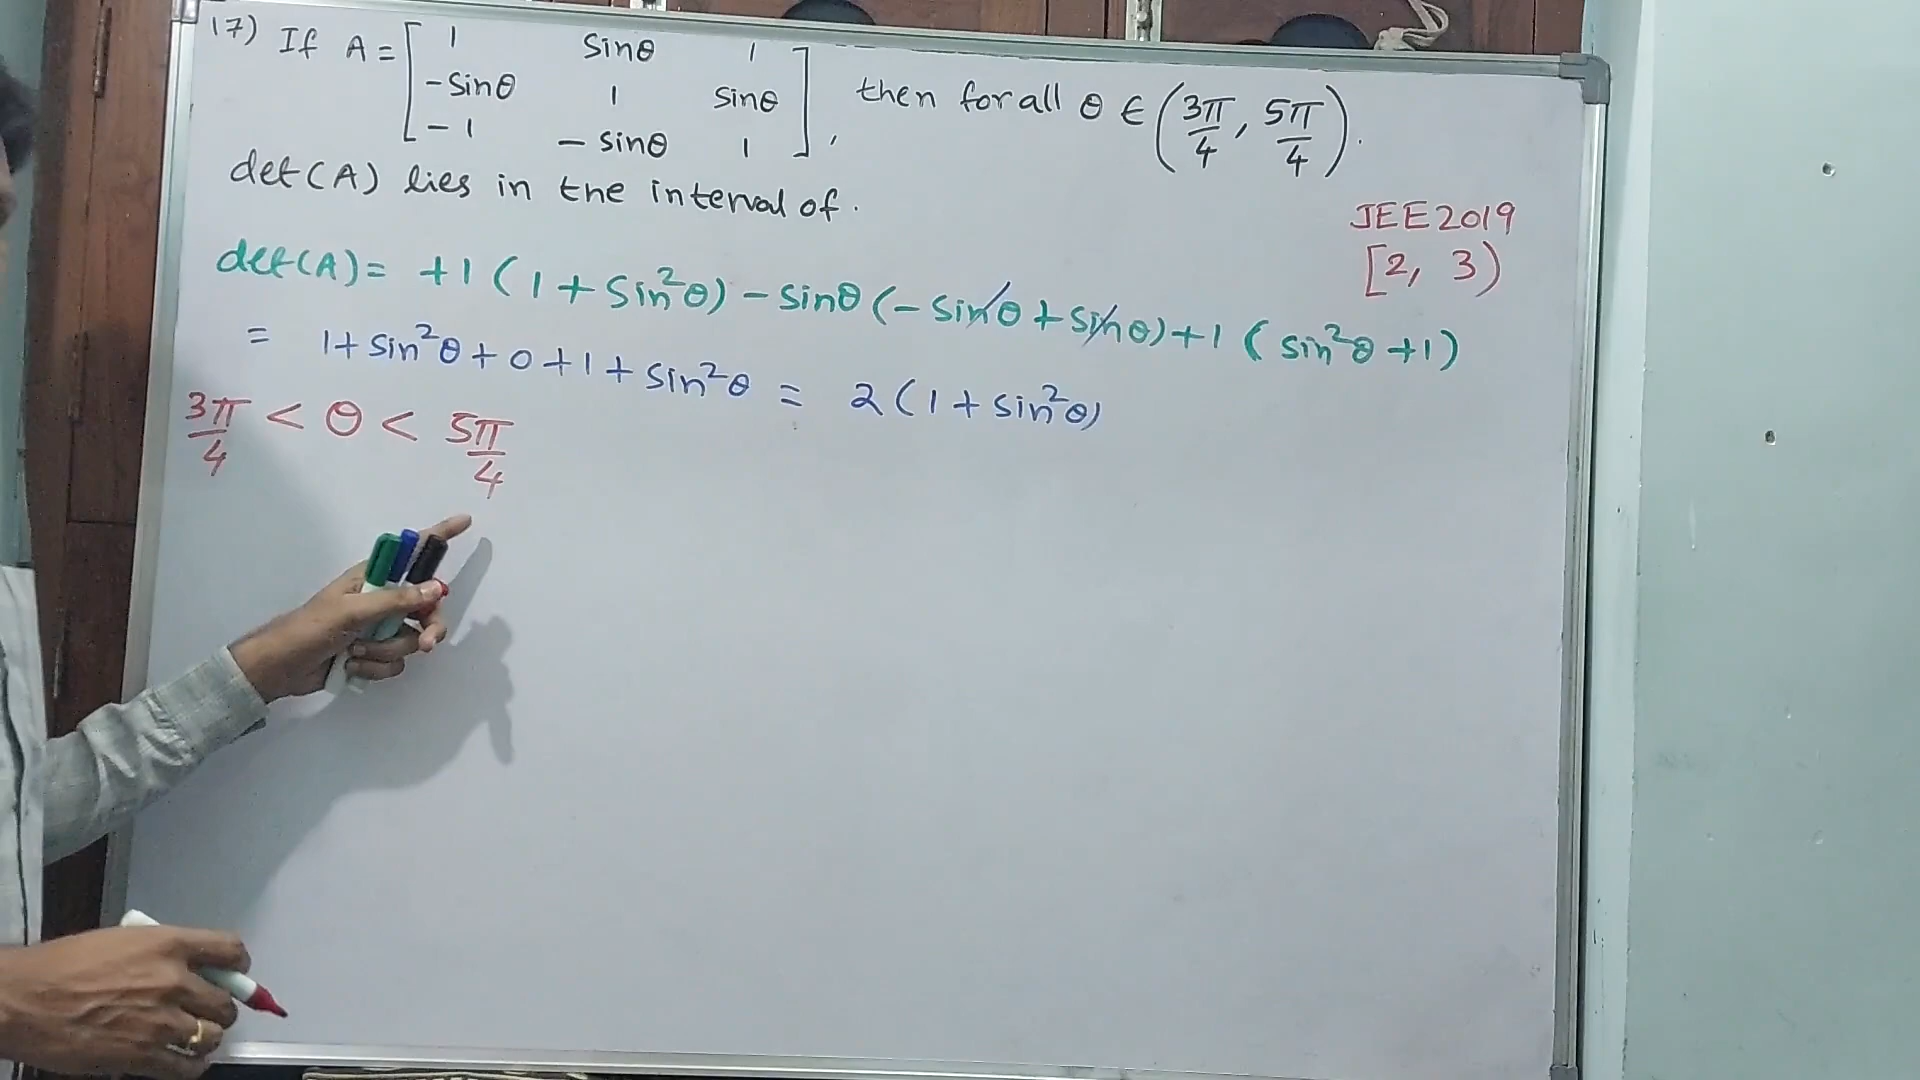 17) If A = [ 1 sinθ 1
-sinθ 1 sinθ
-1 -sinθ 1 ], then for all θ ∈ (3π/4, 5π/4).
det(A) lies in the interval of.
JEE2019
[2, 3)
det(A) = +1 (1 + sin²θ) - sinθ (- sinθ + sinθ) + 1 (sin²θ + 1)
= 1 + sin²θ + 0 + 1 + sin²θ = 2 (1 + sin²θ)
3π/4 < θ < 5π/4